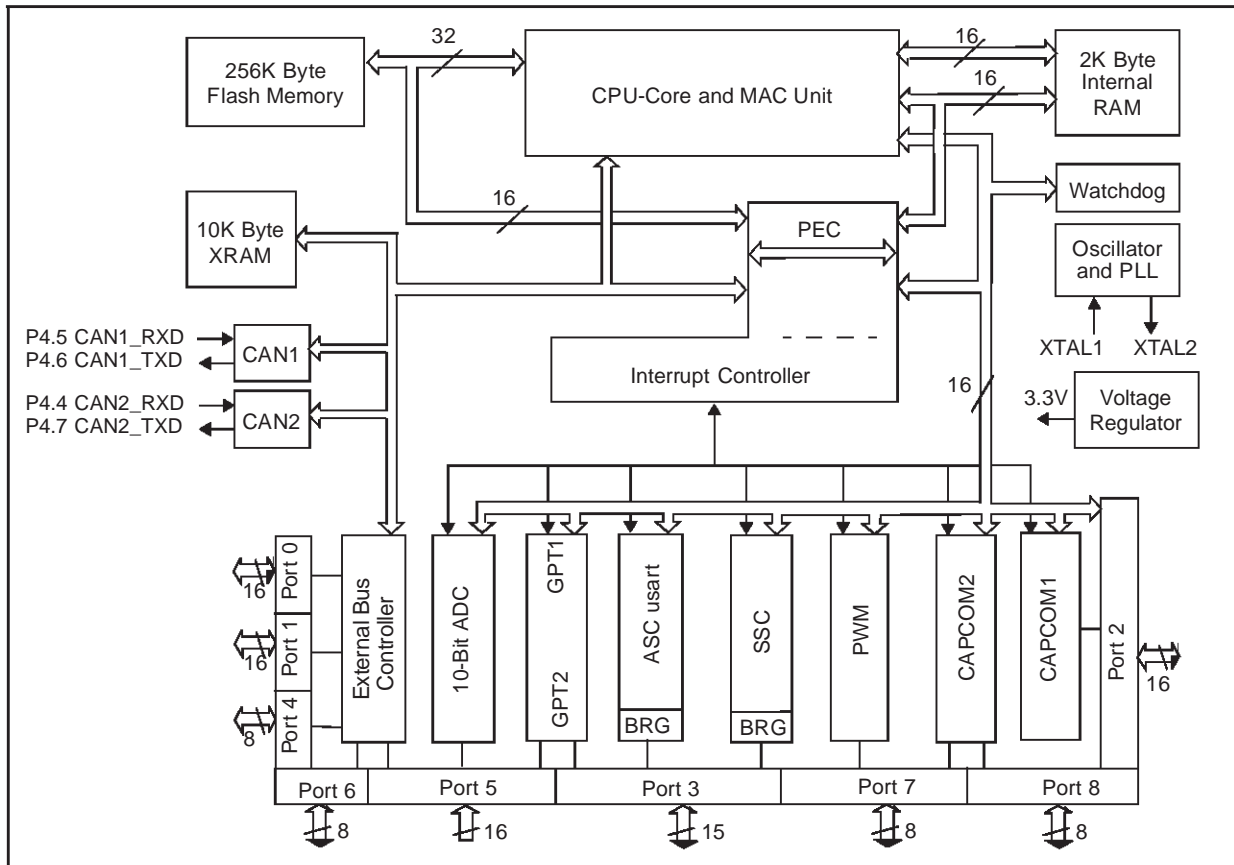 256K Byte
Flash Memory
32
CPU-Core and MAC Unit
16
16
2K Byte
Internal
RAM
Watchdog
10K Byte
XRAM
16
PEC
Oscillator
and PLL
XTAL1
XTAL2
P4.5 CAN1_RXD
P4.6 CAN1_TXD
CAN1
P4.4 CAN2_RXD
P4.7 CAN2_TXD
CAN2
Interrupt Controller
16
3.3V
Voltage
Regulator
Port 0
16
Port 1
16
Port 4
8
External Bus
Controller
10-Bit ADC
GPT1
GPT2
ASC usart
BRG
SSC
BRG
PWM
CAPCOM2
CAPCOM1
Port 2
16
Port 6
Port 5
Port 3
Port 7
Port 8
8
16
15
8
8